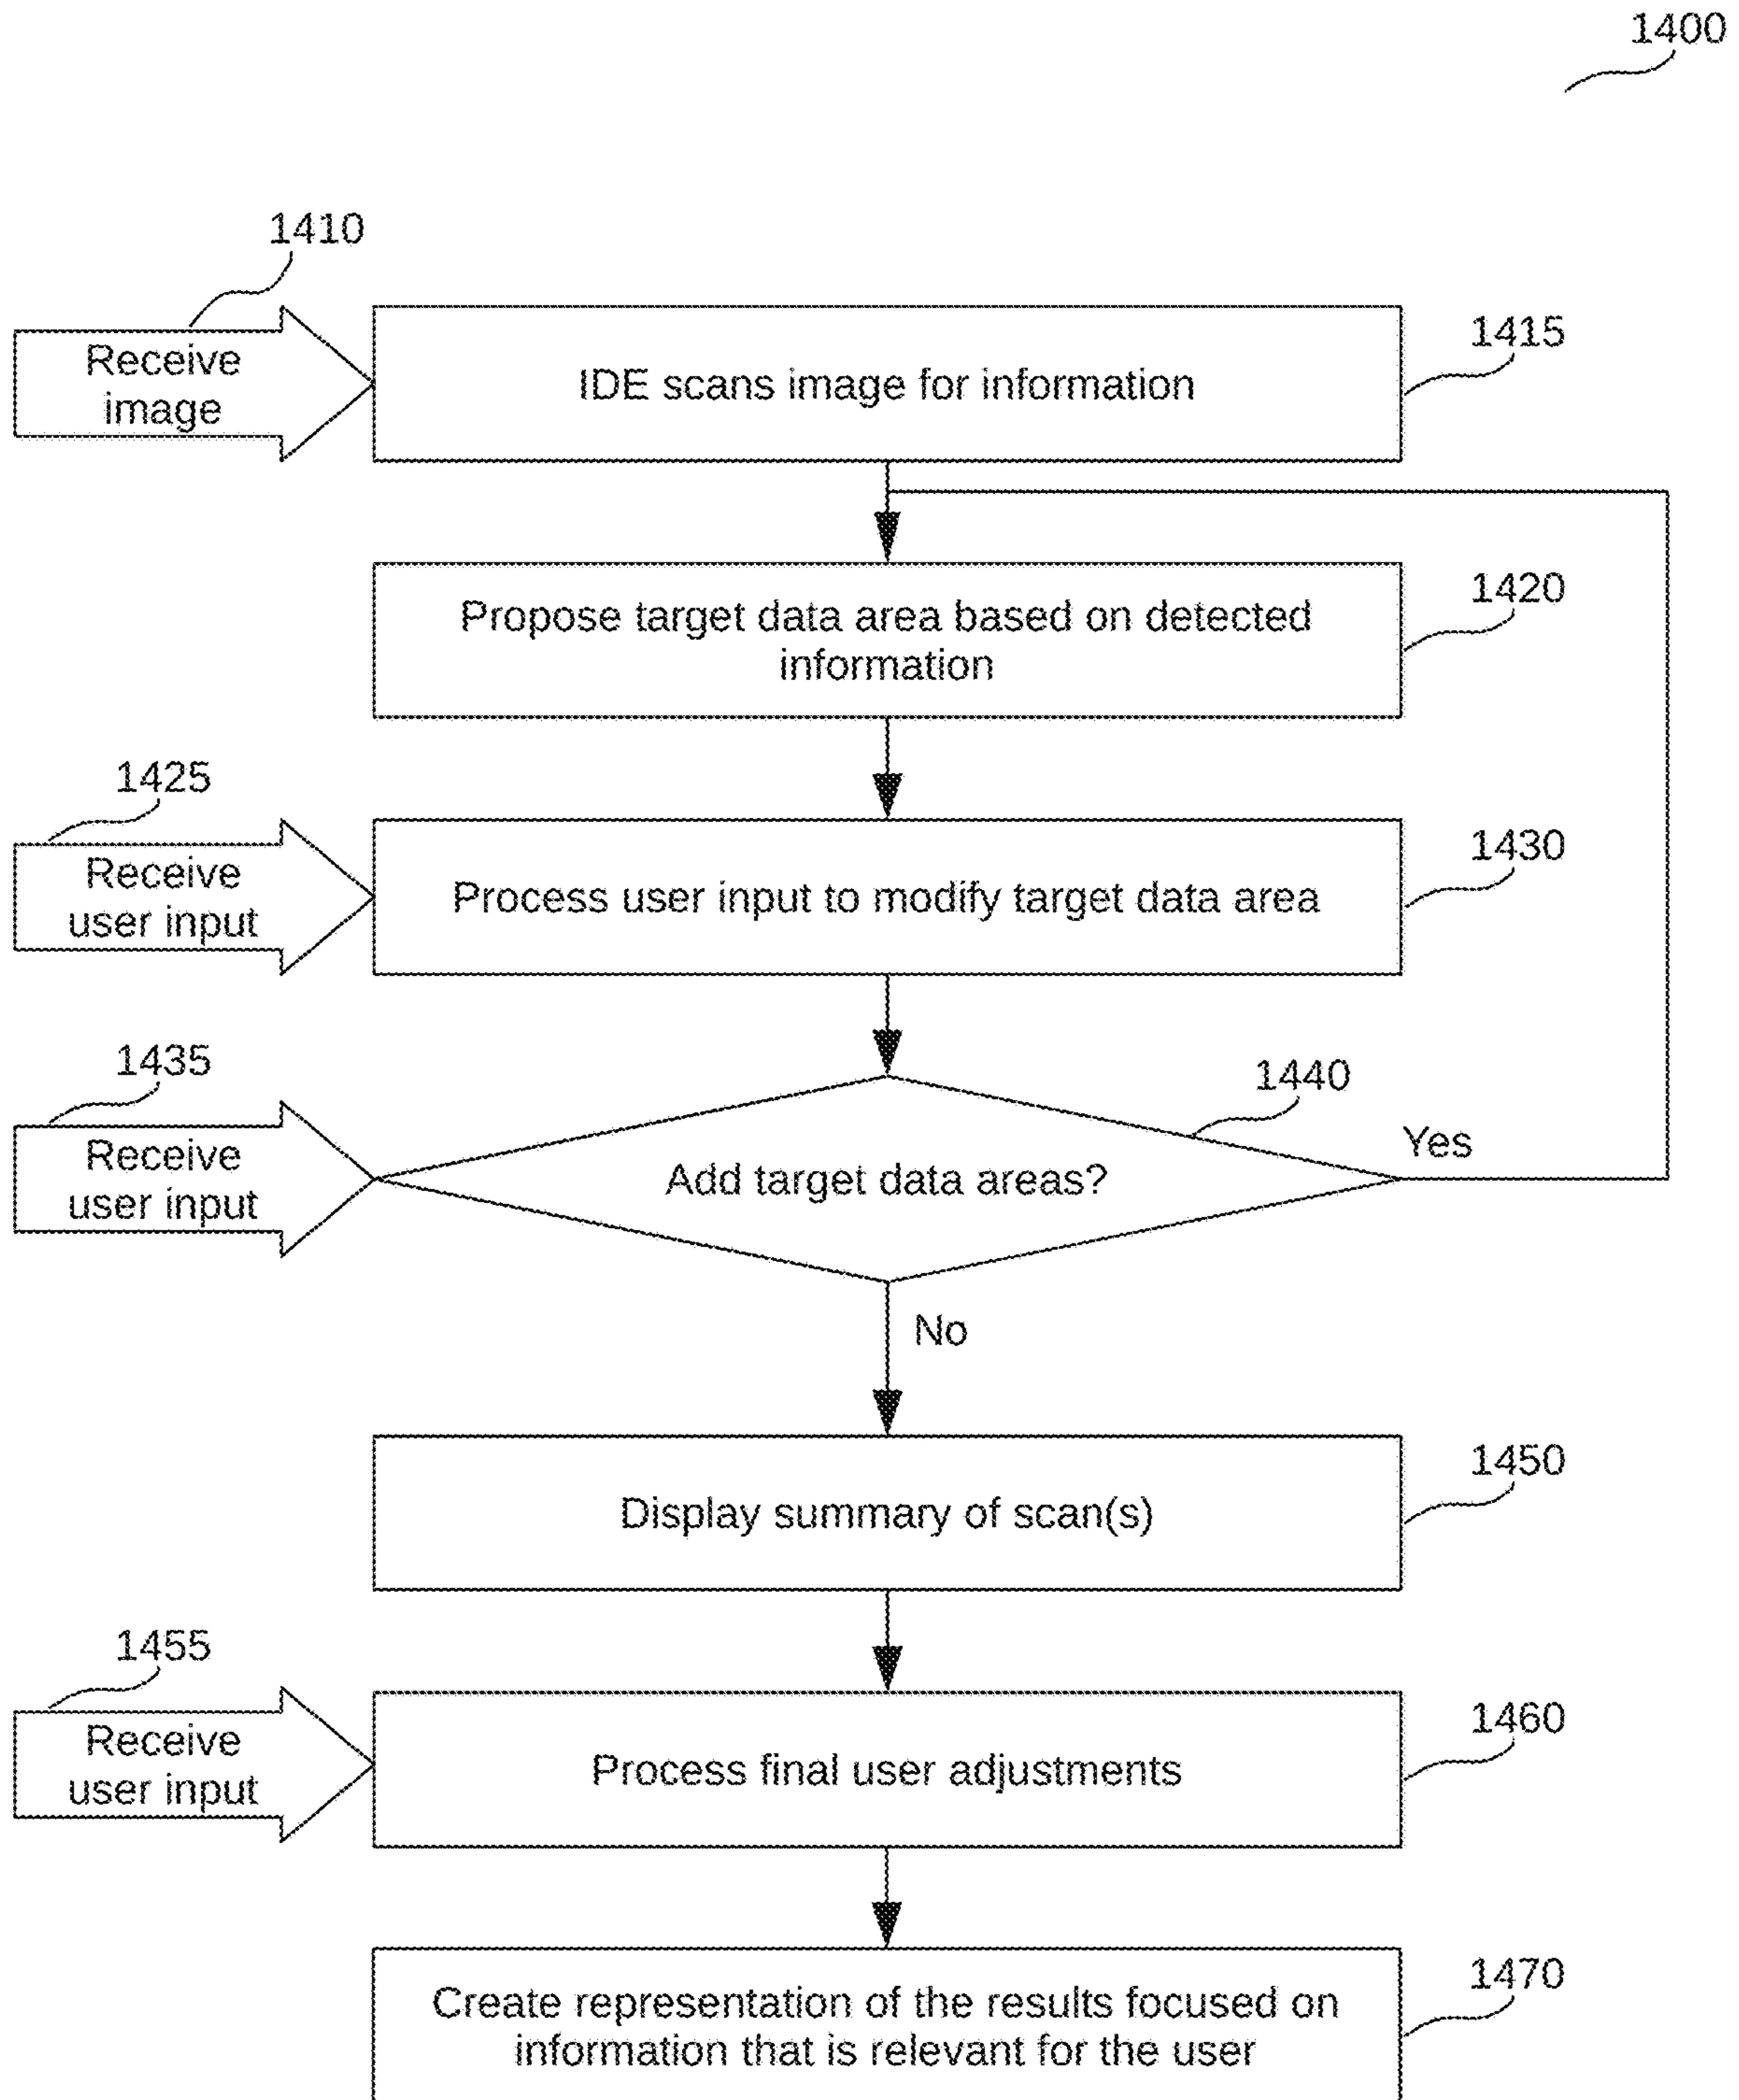 1400
1410
Receive
image
IDE scans image for information
1415
Propose target data area based on detected
information
1420
1425
Receive
user input
Process user input to modify target data area
1430
1435
Receive
user input
Add target data areas?
1440
Yes
No
Display summary of scan(s)
1450
1455
Receive
user input
Process final user adjustments
1460
Create representation of the results focused on
information that is relevant for the user
1470